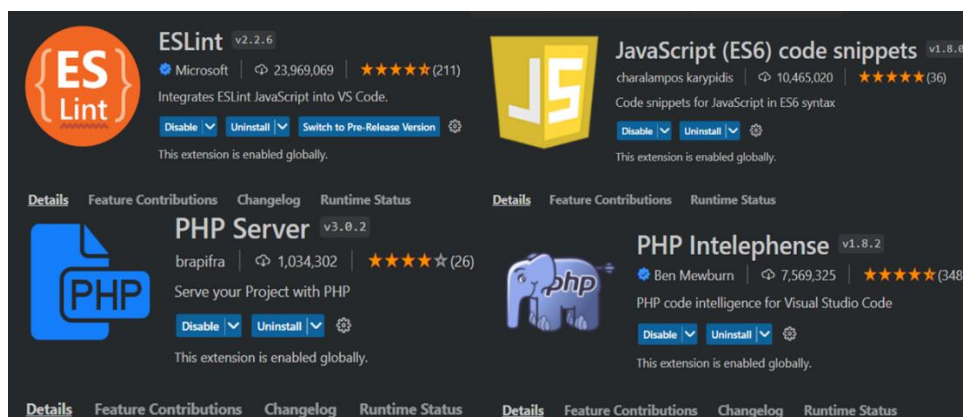 {ES}
Lint
ESLint v2.2.6
Microsoft | 23,969,069 | ★★★★★(211)
Integrates ESLint JavaScript into VS Code.
Disable Uninstall Switch to Pre-Release Version
This extension is enabled globally.
Details Feature Contributions Changelog Runtime Status
JS
JavaScript (ES6) code snippets v1.8.0
charalampos karypidis | 10,465,020 | ★★★★★(36)
Code snippets for JavaScript in ES6 syntax
Disable Uninstall
This extension is enabled globally.
Details Feature Contributions Runtime Status
PHP
PHP Server v3.0.2
brapifra | 1,034,302 | ★★★★☆(26)
Serve your Project with PHP
Disable Uninstall
This extension is enabled globally.
Details Feature Contributions Changelog Runtime Status
php
PHP Intelephense v1.8.2
Ben Mewburn | 7,569,325 | ★★★★★(348
PHP code intelligence for Visual Studio Code
Disable Uninstall
This extension is enabled globally.
Details Feature Contributions Changelog Runtime Status